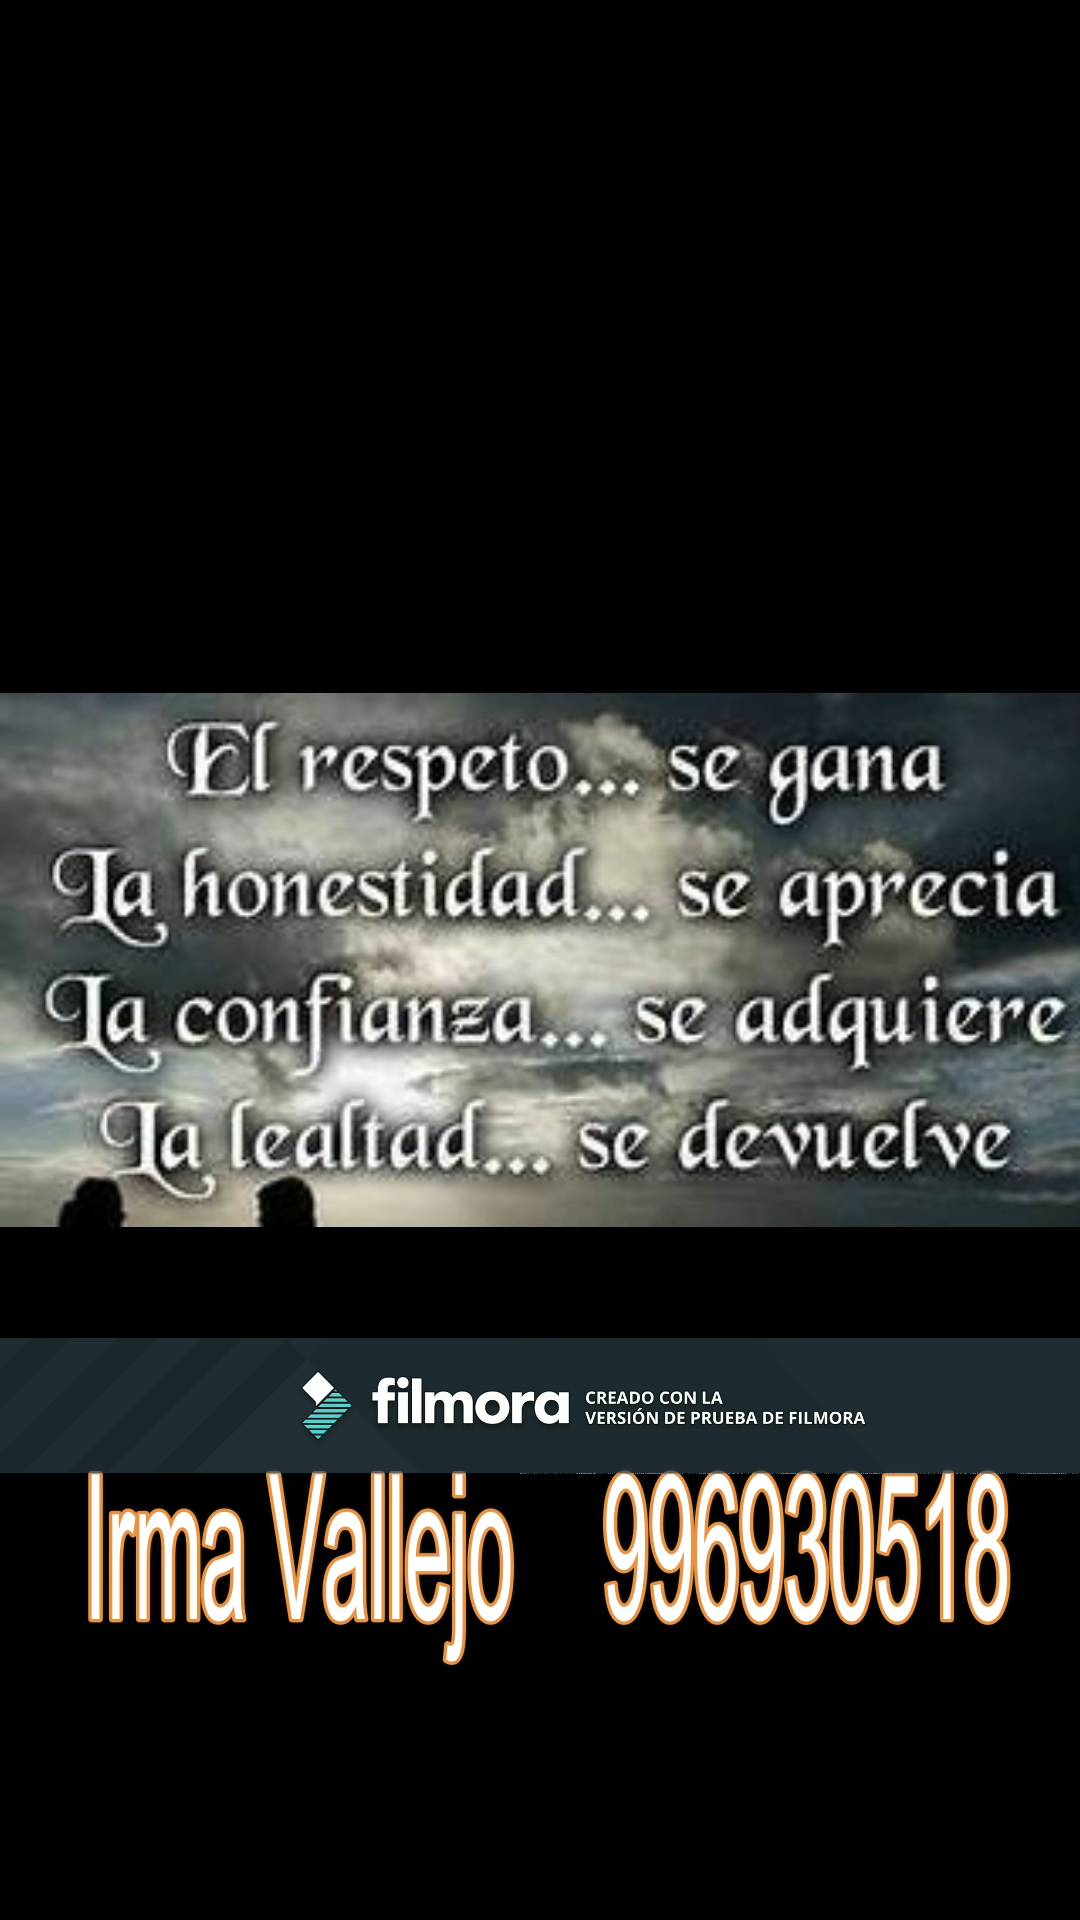 El respeto... se gana
La honestidad... se aprecia
La confianza... se adquiere
La lealtad... se devuelve
filmora CREADO CON LA
VERSIÓN DE PRUEBA DE FILMORA
Irma Vallejo 996930518